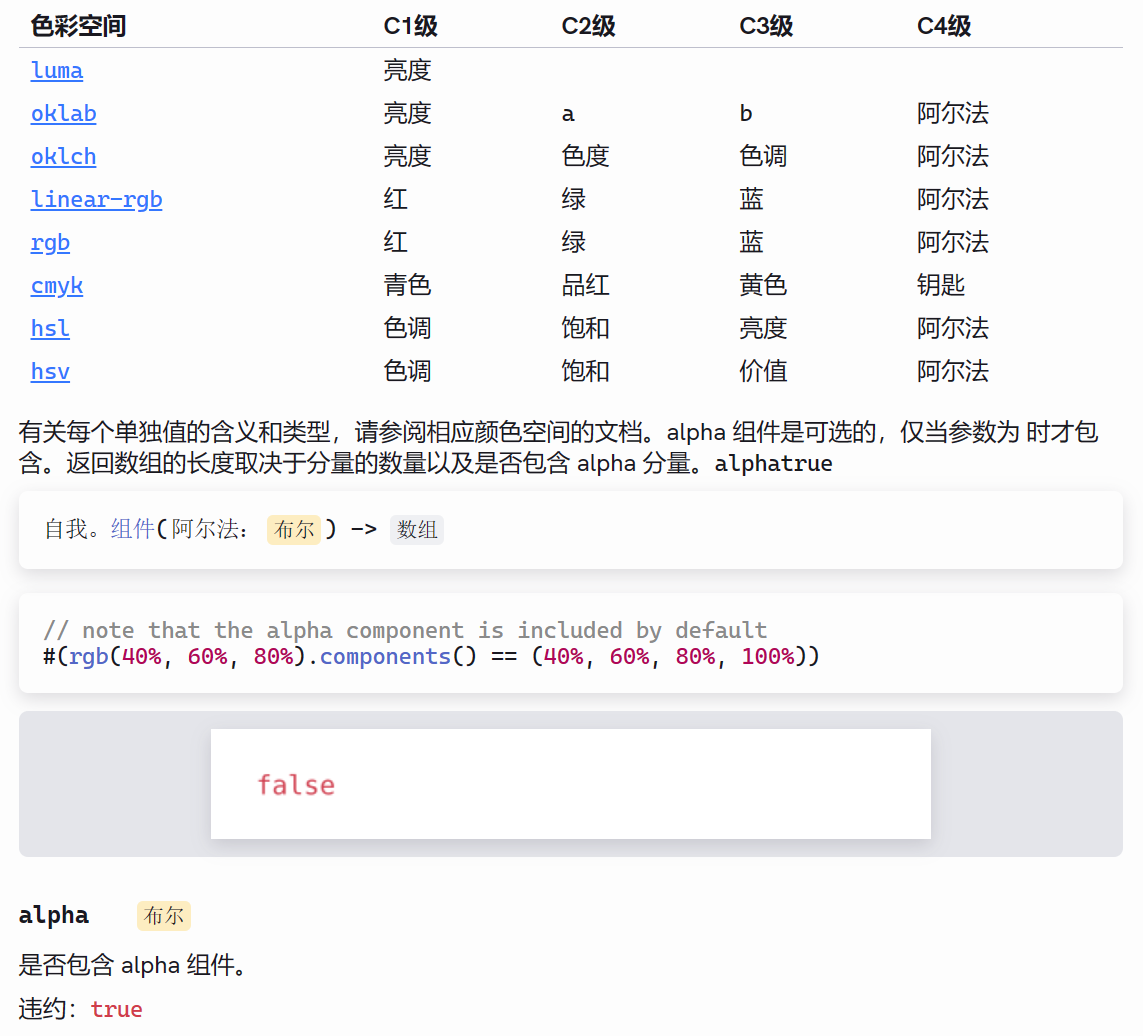 色彩空间 C1级 C2级 C3级 C4级
luma 亮度
oklab 亮度 a b 阿尔法
oklch 亮度 色度 色调 阿尔法
linear-rgb 红 绿 蓝 阿尔法
rgb 红 绿 蓝 阿尔法
cmyk 青色 品红 黄色 钥匙
hsl 色调 饱和 亮度 阿尔法
hsv 色调 饱和 价值 阿尔法
有关每个单独值的含义和类型，请参阅相应颜色空间的文档。alpha 组件是可选的，仅当参数为 时才包
含。返回数组的长度取决于分量的数量以及是否包含 alpha 分量。alphatrue
自我。组件(阿尔法： 布尔 ) -> 数组
// note that the alpha component is included by default
#(rgb(40%, 60%, 80%).components() == (40%, 60%, 80%, 100%))
false
alpha 布尔
是否包含 alpha 组件。
违约：true